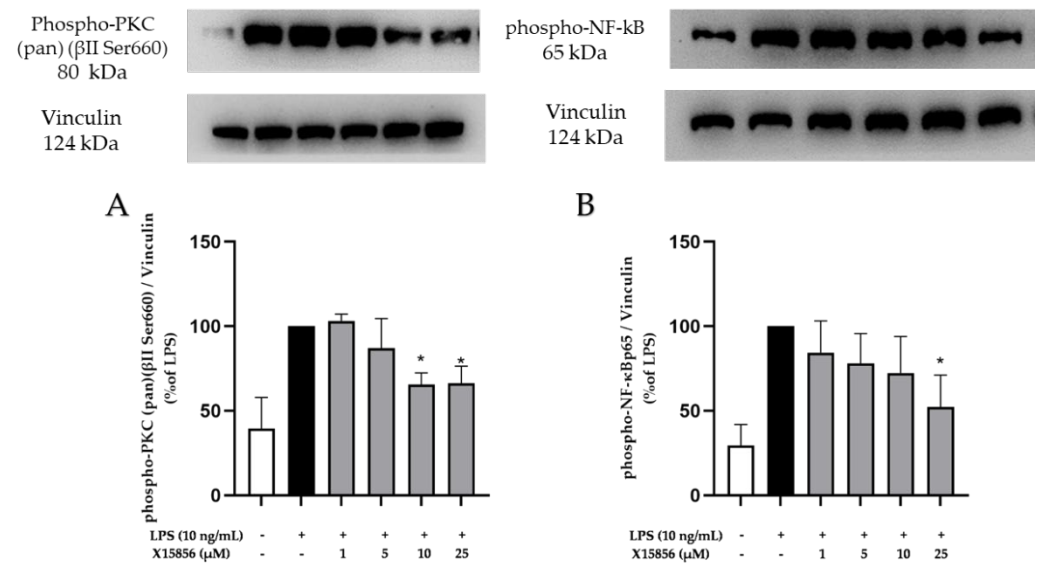 Phospho-PKC
(pan) (βII Ser660)
80 kDa
Vinculin
124 kDa
phospho-NF-kB
65 kDa
Vinculin
124 kDa
A
phospho-PKC (pan)(βII Ser660) / Vinculin
(%of LPS)
150
100
50
0
* *
LPS (10 ng/mL) - + + + + +
X15856 (μM) - - 1 5 10 25
B
phospho-NF-κBp65 / Vinculin
(%of LPS)
150
100
50
0
*
LPS (10 ng/mL) - + + + + +
X15856 (μM) - - 1 5 10 25